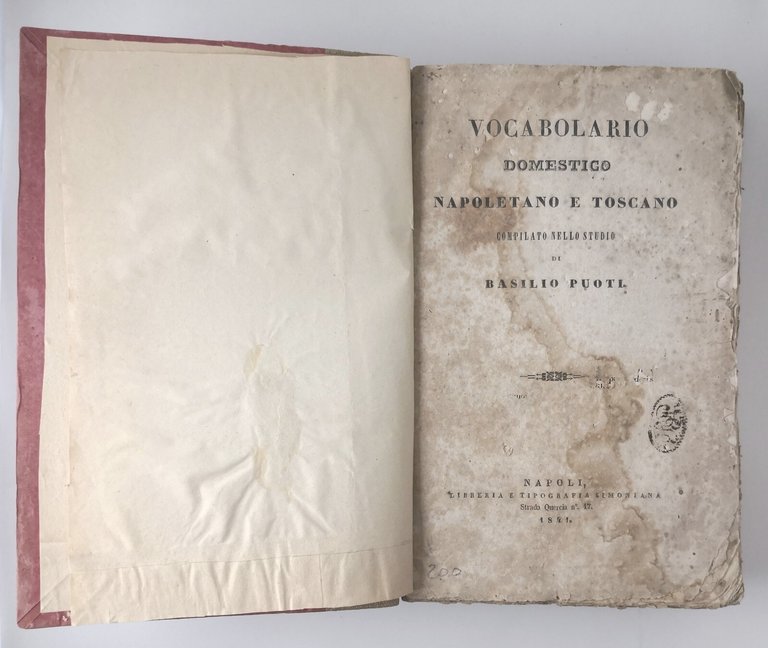 VOCABOLARIO
DOMESTICO
NAPOLETANO E TOSCANO
COMPILATO NELLO STUDIO
DI
BASILIO PUOTI.
NAPOLI,
LIBRERIA E TIPOGRAFIA SIMONIANA
Strada Quercia n°. 17.
1841.
200